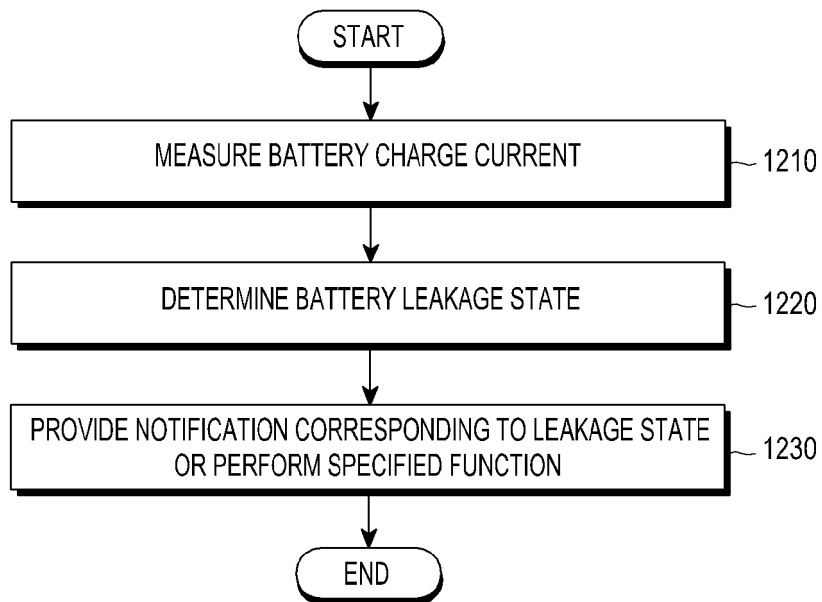 START
MEASURE BATTERY CHARGE CURRENT
1210
DETERMINE BATTERY LEAKAGE STATE
1220
PROVIDE NOTIFICATION CORRESPONDING TO LEAKAGE STATE
OR PERFORM SPECIFIED FUNCTION
1230
END